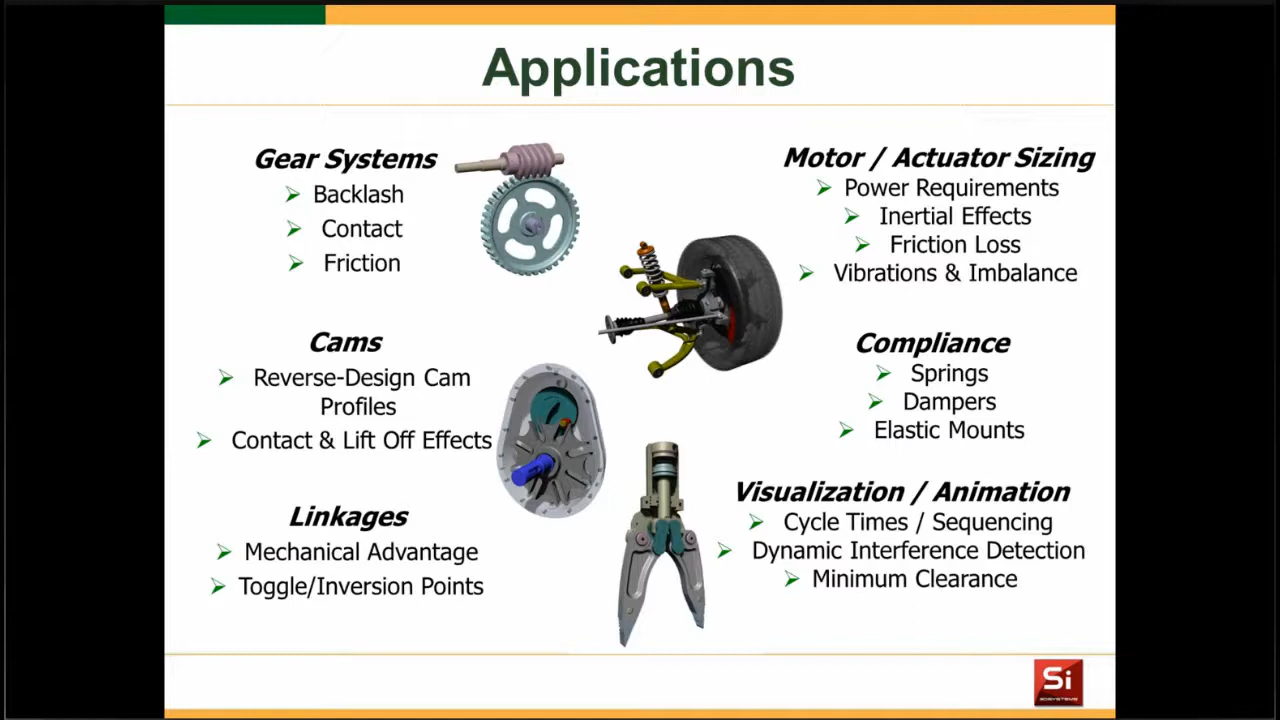 Applications
Gear Systems
Backlash
Contact
Friction
Cams
Reverse-Design Cam
Profiles
Contact & Lift Off Effects
Linkages
Mechanical Advantage
Toggle/Inversion Points
Motor / Actuator Sizing
Power Requirements
Inertial Effects
Friction Loss
Vibrations & Imbalance
Compliance
Springs
Dampers
Elastic Mounts
Visualization / Animation
Cycle Times / Sequencing
Dynamic Interference Detection
Minimum Clearance
Si